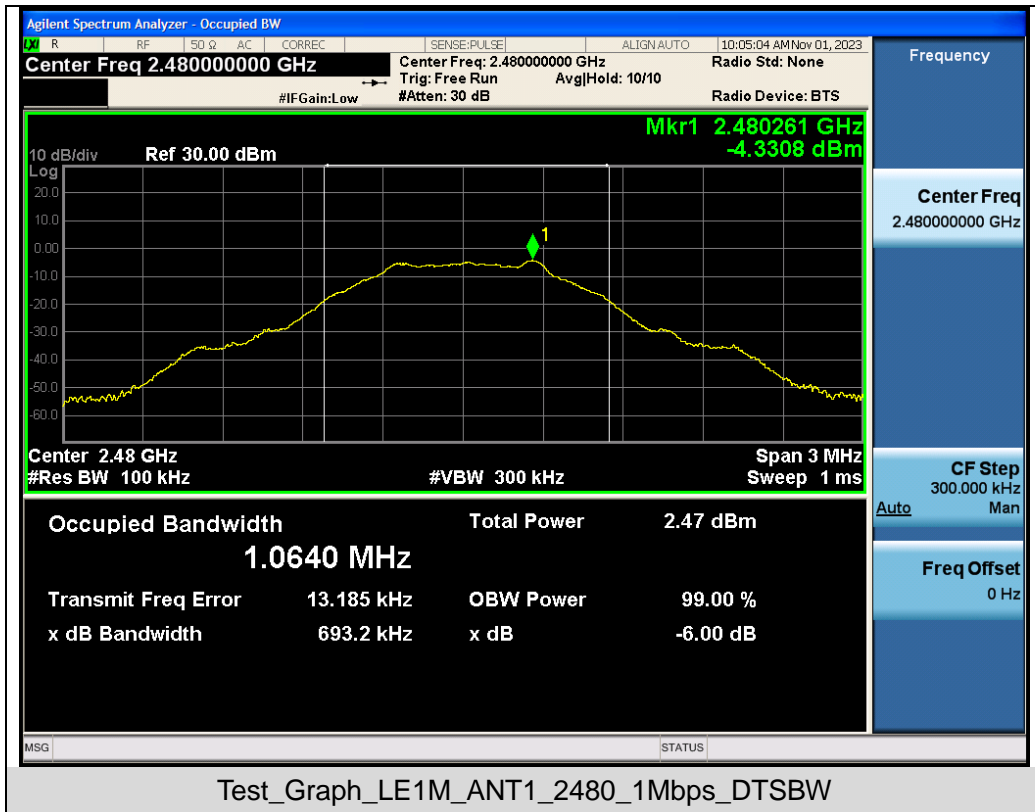 Agilent Spectrum Analyzer - Occupied BW
LXI R RF 50 Ω AC CORREC SENSE:PULSE ALIGN AUTO 10:05:04 AM Nov 01, 2023
Center Freq 2.480000000 GHz
Center Freq: 2.480000000 GHz
Radio Std: None
Trig: Free Run Avg|Hold: 10/10
#IFGain:Low #Atten: 30 dB Radio Device: BTS
Mkr1 2.480261 GHz
-4.3308 dBm
10 dB/div Ref 30.00 dBm
Log
20.0
10.0
0.00
-10.0
-20.0
-30.0
-40.0
-50.0
-60.0
1
Center 2.48 GHz Span 3 MHz
#Res BW 100 kHz #VBW 300 kHz Sweep 1 ms
Occupied Bandwidth Total Power 2.47 dBm
1.0640 MHz
Transmit Freq Error 13.185 kHz OBW Power 99.00 %
x dB Bandwidth 693.2 kHz x dB -6.00 dB
MSG STATUS
Frequency
Center Freq
2.480000000 GHz
CF Step
300.000 kHz
Auto Man
Freq Offset
0 Hz
Test_Graph_LE1M_ANT1_2480_1Mbps_DTSBW